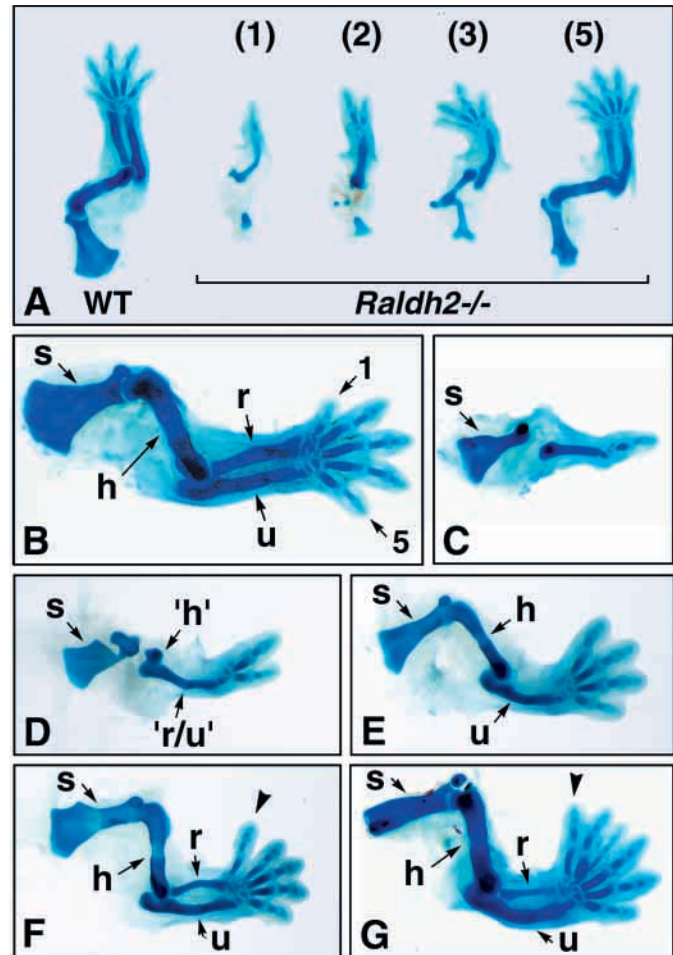 (1) (2) (3) (5)
A WT Raldh2-/-
s 1
r
h
B u 5
s
C
s 'h'
D 'r/u'
s h
u
E
s
r
h
F u
s
r
h
G u